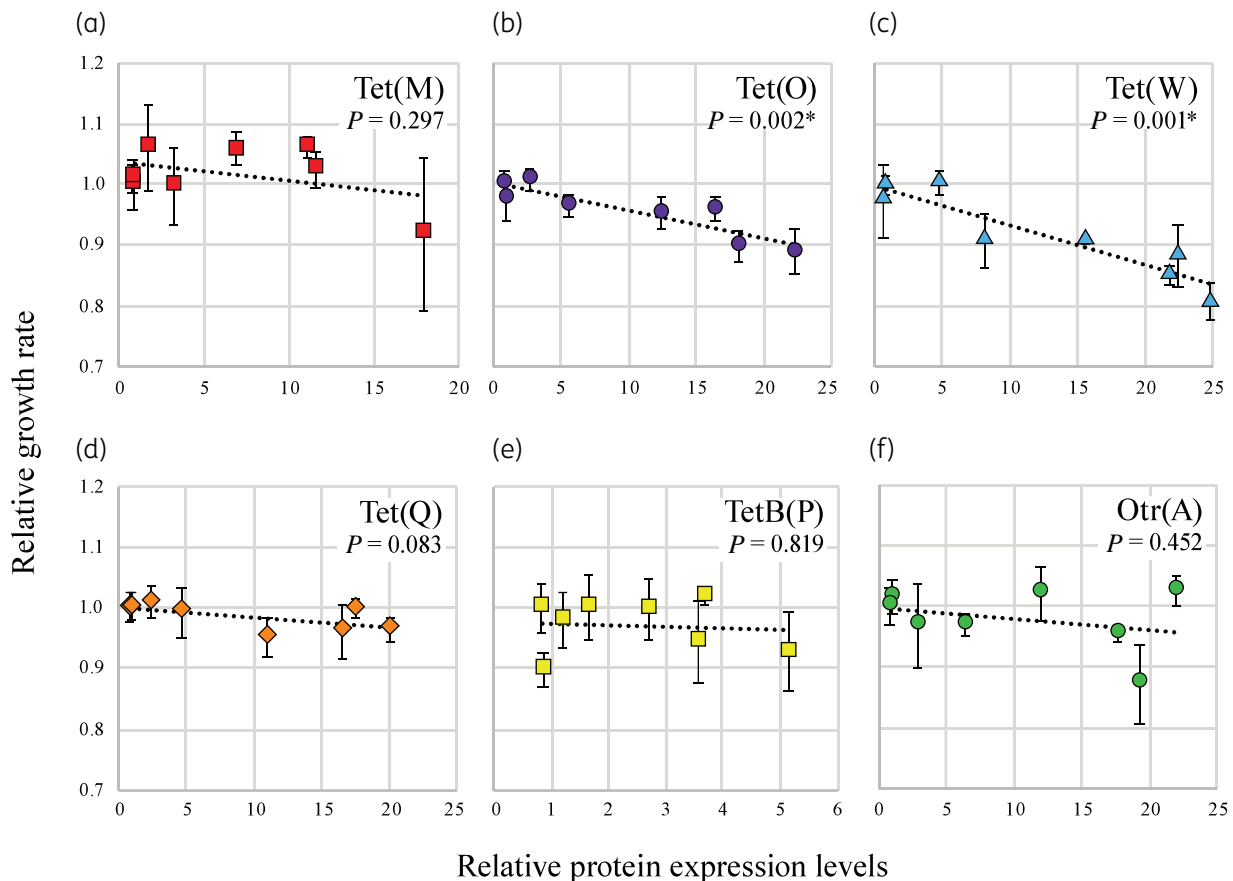 (a)
(b)
(c)
1.2
1.1
1.0
0.9
0.8
0.7
Tet(M)
P = 0.297
Tet(O)
P = 0.002*
Tet(W)
P = 0.001*
0 5 10 15 20
0 5 10 15 20 25
0 5 10 15 20 25
Relative growth rate
(d)
(e)
(f)
1.2
1.1
1.0
0.9
0.8
0.7
Tet(Q)
P = 0.083
TetB(P)
P = 0.819
Otr(A)
P = 0.452
0 5 10 15 20 25
0 1 2 3 4 5 6
0 5 10 15 20 25
Relative protein expression levels